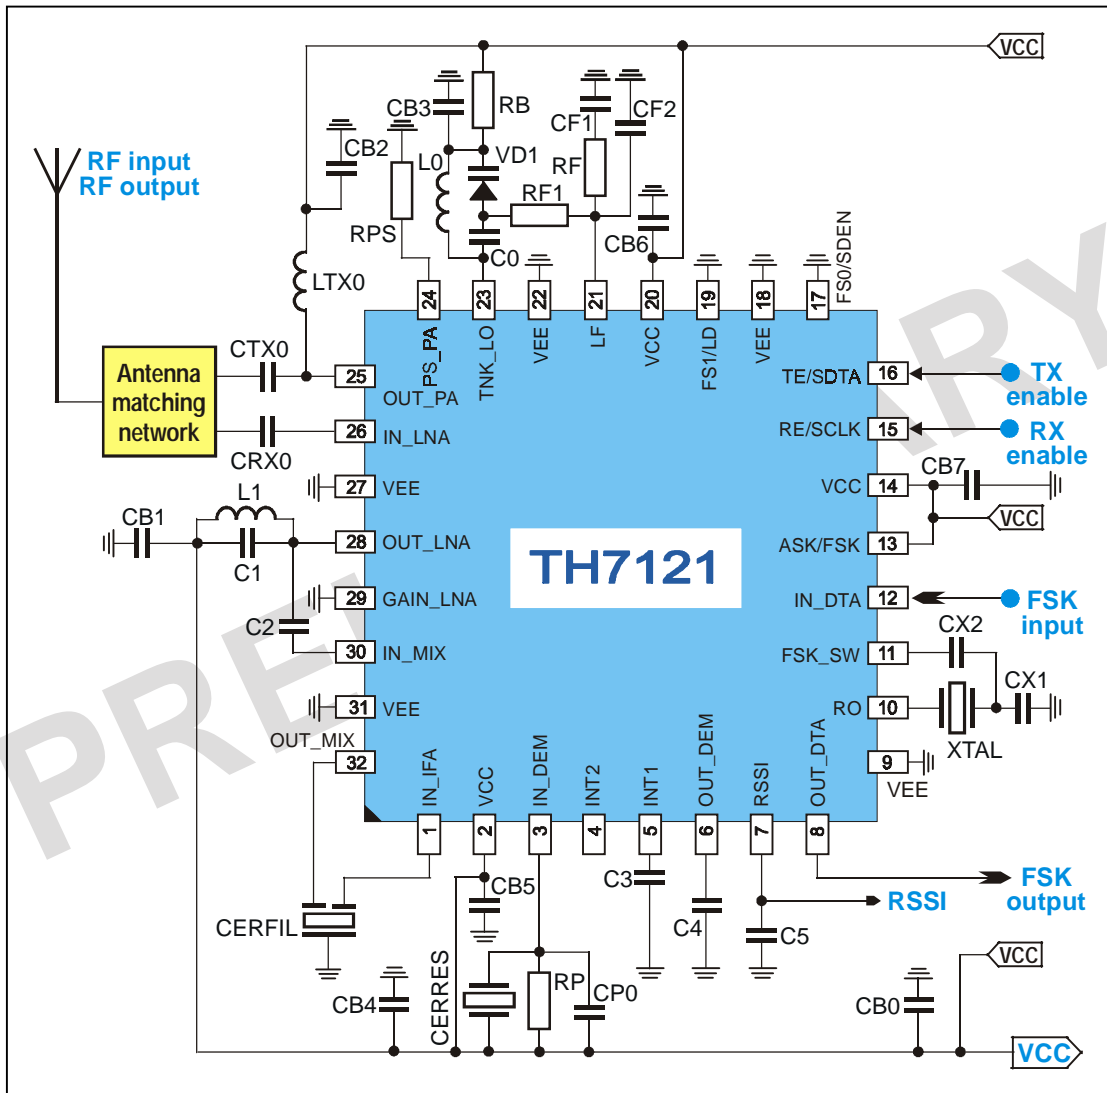 VCC
CB3
RB
CF1
CF2
RF input
RF output
CB2
L0
VD1
RF
RF1
RPS
C0
CB6
FS0/SDEN
LTX0
24
23
22
21
20
19
18
17
PS_PA
TNK_LO
VEE
LF
VCC
FS1/LD
VEE
CTX0
Antenna
matching
network
25
OUT_PA
TE/SDTA
16
TX
enable
26
IN_LNA
RE/SCLK
15
RX
enable
CRX0
CB7
27
VEE
VCC
14
L1
CB1
VCC
28
OUT_LNA
ASK/FSK
13
C1
TH7121
29
GAIN_LNA
IN_DTA
12
FSK
input
C2
CX2
30
IN_MIX
FSK_SW
11
CX1
31
VEE
RO
10
XTAL
OUT_MIX
32
9
VEE
IN_IFA
VCC
IN_DEM
INT2
INT1
OUT_DEM
RSSI
OUT_DTA
1
2
3
4
5
6
7
8
CB5
C3
FSK
output
RSSI
CERFIL
C4
C5
VCC
CERRES
RP
CB4
CP0
CB0
VCC
PRELIMINARY